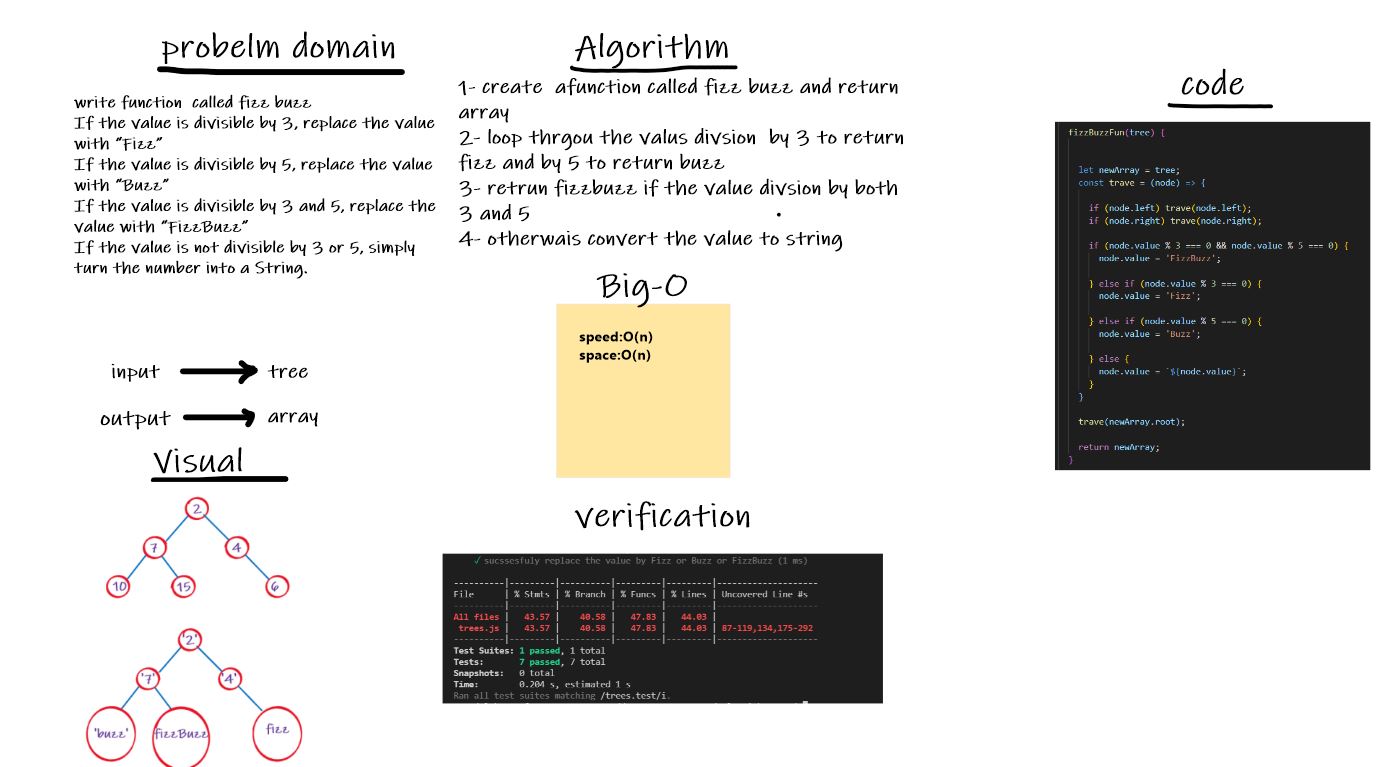 probelm domain
write function called fizz buzz
If the value is divisible by 3, replace the value
with “Fizz”
If the value is divisible by 5, replace the value
with “Buzz”
If the value is divisible by 3 and 5, replace the
value with “FizzBuzz”
If the value is not divisible by 3 or 5, simply
turn the number into a String.
input
tree
output
array
Visual
2
7
4
10
15
6
'2'
'7'
'4'
'buzz'
fizzBuzz
fizz
Algorithm
1- create afunction called fizz buzz and return
array
2- loop thrgou the valus divsion by 3 to return
fizz and by 5 to return buzz
3- retrun fizzbuzz if the value divsion by both
3 and 5
4- otherwais convert the value to string
Big-O
speed:O(n)
space:O(n)
verification
✓ sucssesfuly replace the value by Fizz or Buzz or FizzBuzz (1 ms)
----------|---------|----------|---------|---------|-------------------
File | % Stmts | % Branch | % Funcs | % Lines | Uncovered Line #s
----------|---------|----------|---------|---------|-------------------
All files | 43.57 | 40.58 | 47.83 | 44.03 |
trees.js | 43.57 | 40.58 | 47.83 | 44.03 | 87-119,134,175-292
----------|---------|----------|---------|---------|-------------------
Test Suites: 1 passed, 1 total
Tests: 7 passed, 7 total
Snapshots: 0 total
Time: 0.204 s, estimated 1 s
Ran all test suites matching /trees.test/i.
code
fizzBuzzFun(tree) {
let newArray = tree;
const trave = (node) => {
if (node.left) trave(node.left);
if (node.right) trave(node.right);
if (node.value % 3 === 0 && node.value % 5 === 0) {
node.value = 'FizzBuzz';
} else if (node.value % 3 === 0) {
node.value = 'Fizz';
} else if (node.value % 5 === 0) {
node.value = 'Buzz';
} else {
node.value = `${node.value}`;
}
}
trave(newArray.root);
return newArray;
}